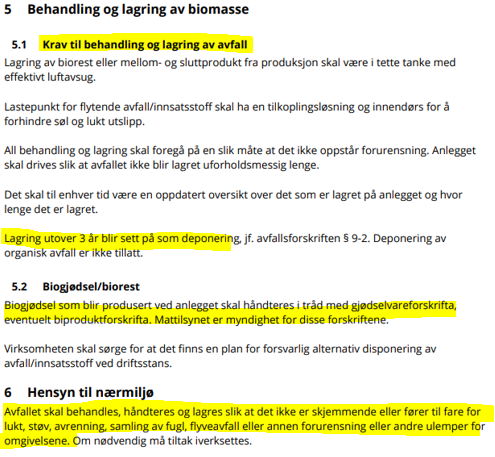 5 Behandling og lagring av biomasse
5.1 Krav til behandling og lagring av avfall
Lagring av biorest eller mellom- og sluttprodukt fra produksjon skal være i tette tanke med
effektivt luftavsug.
Lastepunkt for flytende avfall/innsatsstoff skal ha en tilkoplingsløsning og innendørs for å
forhindre søl og lukt utslipp.
All behandling og lagring skal foregå på en slik måte at det ikke oppstår forurensning. Anlegget
skal drives slik at avfallet ikke blir lagret uforholdsmessig lenge.
Det skal til enhver tid være en oppdatert oversikt over det som er lagret på anlegget og hvor
lenge det er lagret.
Lagring utover 3 år blir sett på som deponering, jf. avfallsforskriften § 9-2. Deponering av
organisk avfall er ikke tillatt.
5.2 Biogjødsel/biorest
Biogjødsel som blir produsert ved anlegget skal håndteres i tråd med gjødselvareforskrifta,
eventuelt biproduktforskrifta. Mattilsynet er myndighet for disse forskriftene.
Virksomheten skal sørge for at det finns en plan for forsvarlig alternativ disponering av
avfall/innsatsstoff ved driftsstans.
6 Hensyn til nærmiljø
Avfallet skal behandles, håndteres og lagres slik at det ikke er skjemmende eller fører til fare for
lukt, støv, avrenning, samling av fugl, flyveavfall eller annen forurensning eller andre ulemper for
omgivelsene. Om nødvendig må tiltak iverksettes.